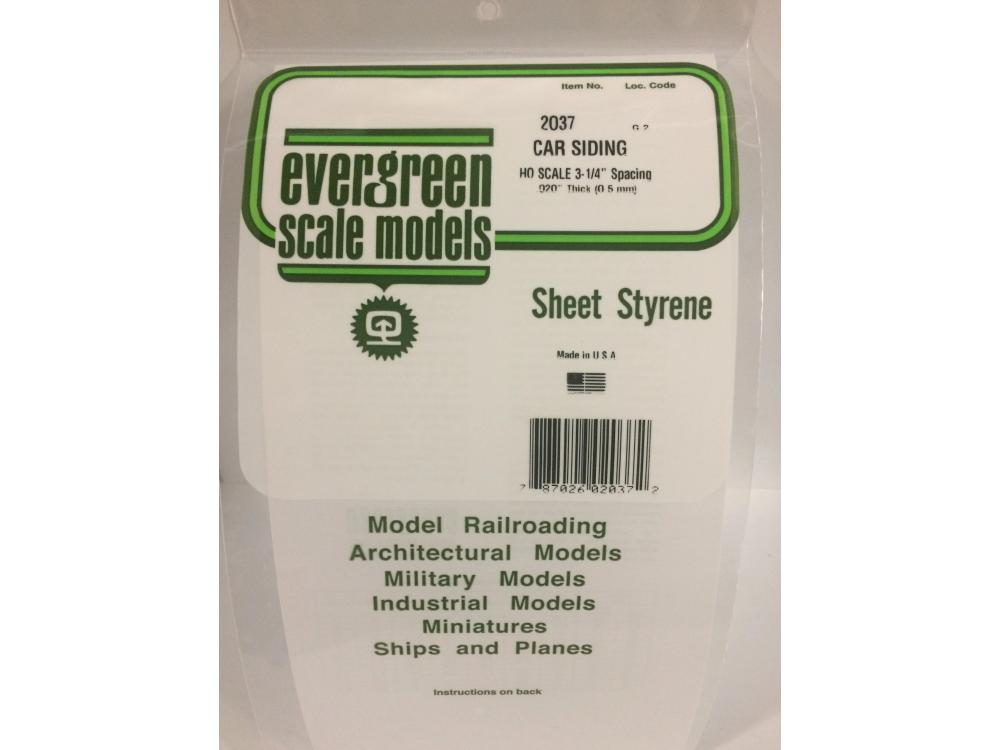 Item No. Loc. Code
2037
CAR SIDING
HO SCALE 3-1/4" Spacing
.020" Thick (0.5 mm)
evergreen
scale models
Sheet Styrene
Made in U S A
7 87026 02037 2
Model Railroading
Architectural Models
Military Models
Industrial Models
Miniatures
Ships and Planes
Instructions on back